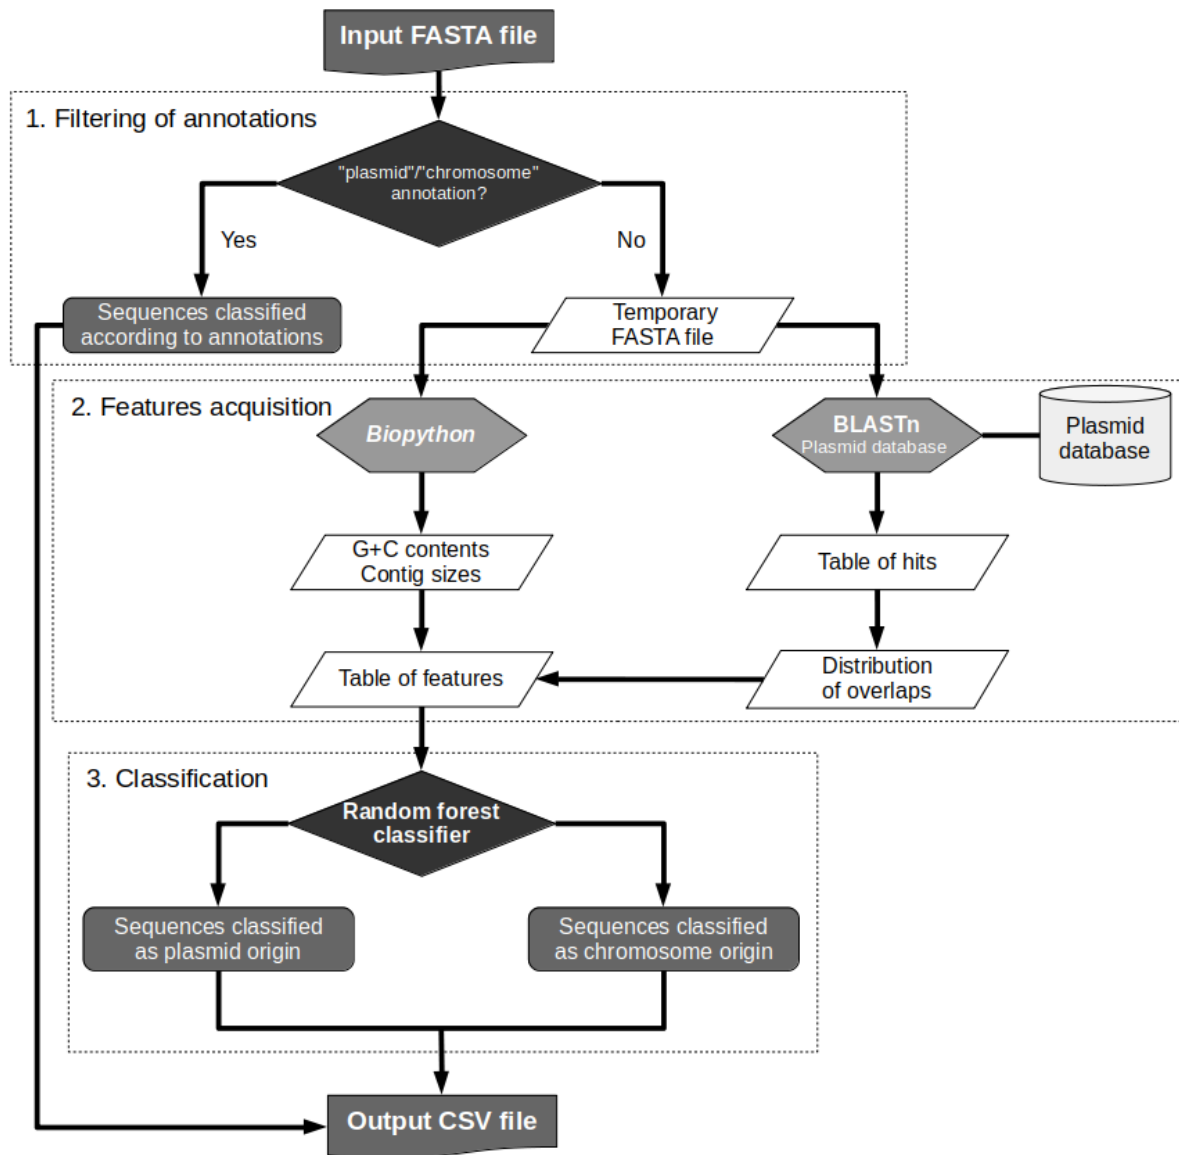 Input FASTA file
1. Filtering of annotations
"plasmid"/"chromosome"
annotation?
Yes
No
Sequences classified
according to annotations
Temporary
FASTA file
2. Features acquisition
Biopython
BLASTn
Plasmid database
Plasmid
database
G+C contents
Contig sizes
Table of hits
Table of features
Distribution
of overlaps
3. Classification
Random forest
classifier
Sequences classified
as plasmid origin
Sequences classified
as chromosome origin
Output CSV file